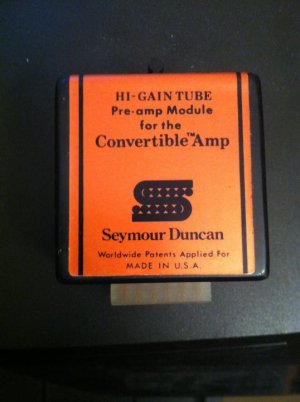 HI-GAIN TUBE
Pre-amp Module
for the
Convertible™Amp
Seymour Duncan
Worldwide Patents Applied For
MADE IN U.S.A.